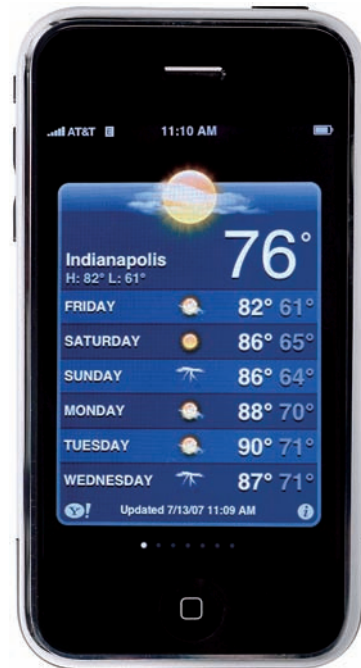 AT&T E 11:10 AM
76°
Indianapolis
H: 82° L: 61°
FRIDAY 82° 61°
SATURDAY 86° 65°
SUNDAY 86° 64°
MONDAY 88° 70°
TUESDAY 90° 71°
WEDNESDAY 87° 71°
Y! Updated 7/13/07 11:09 AM i